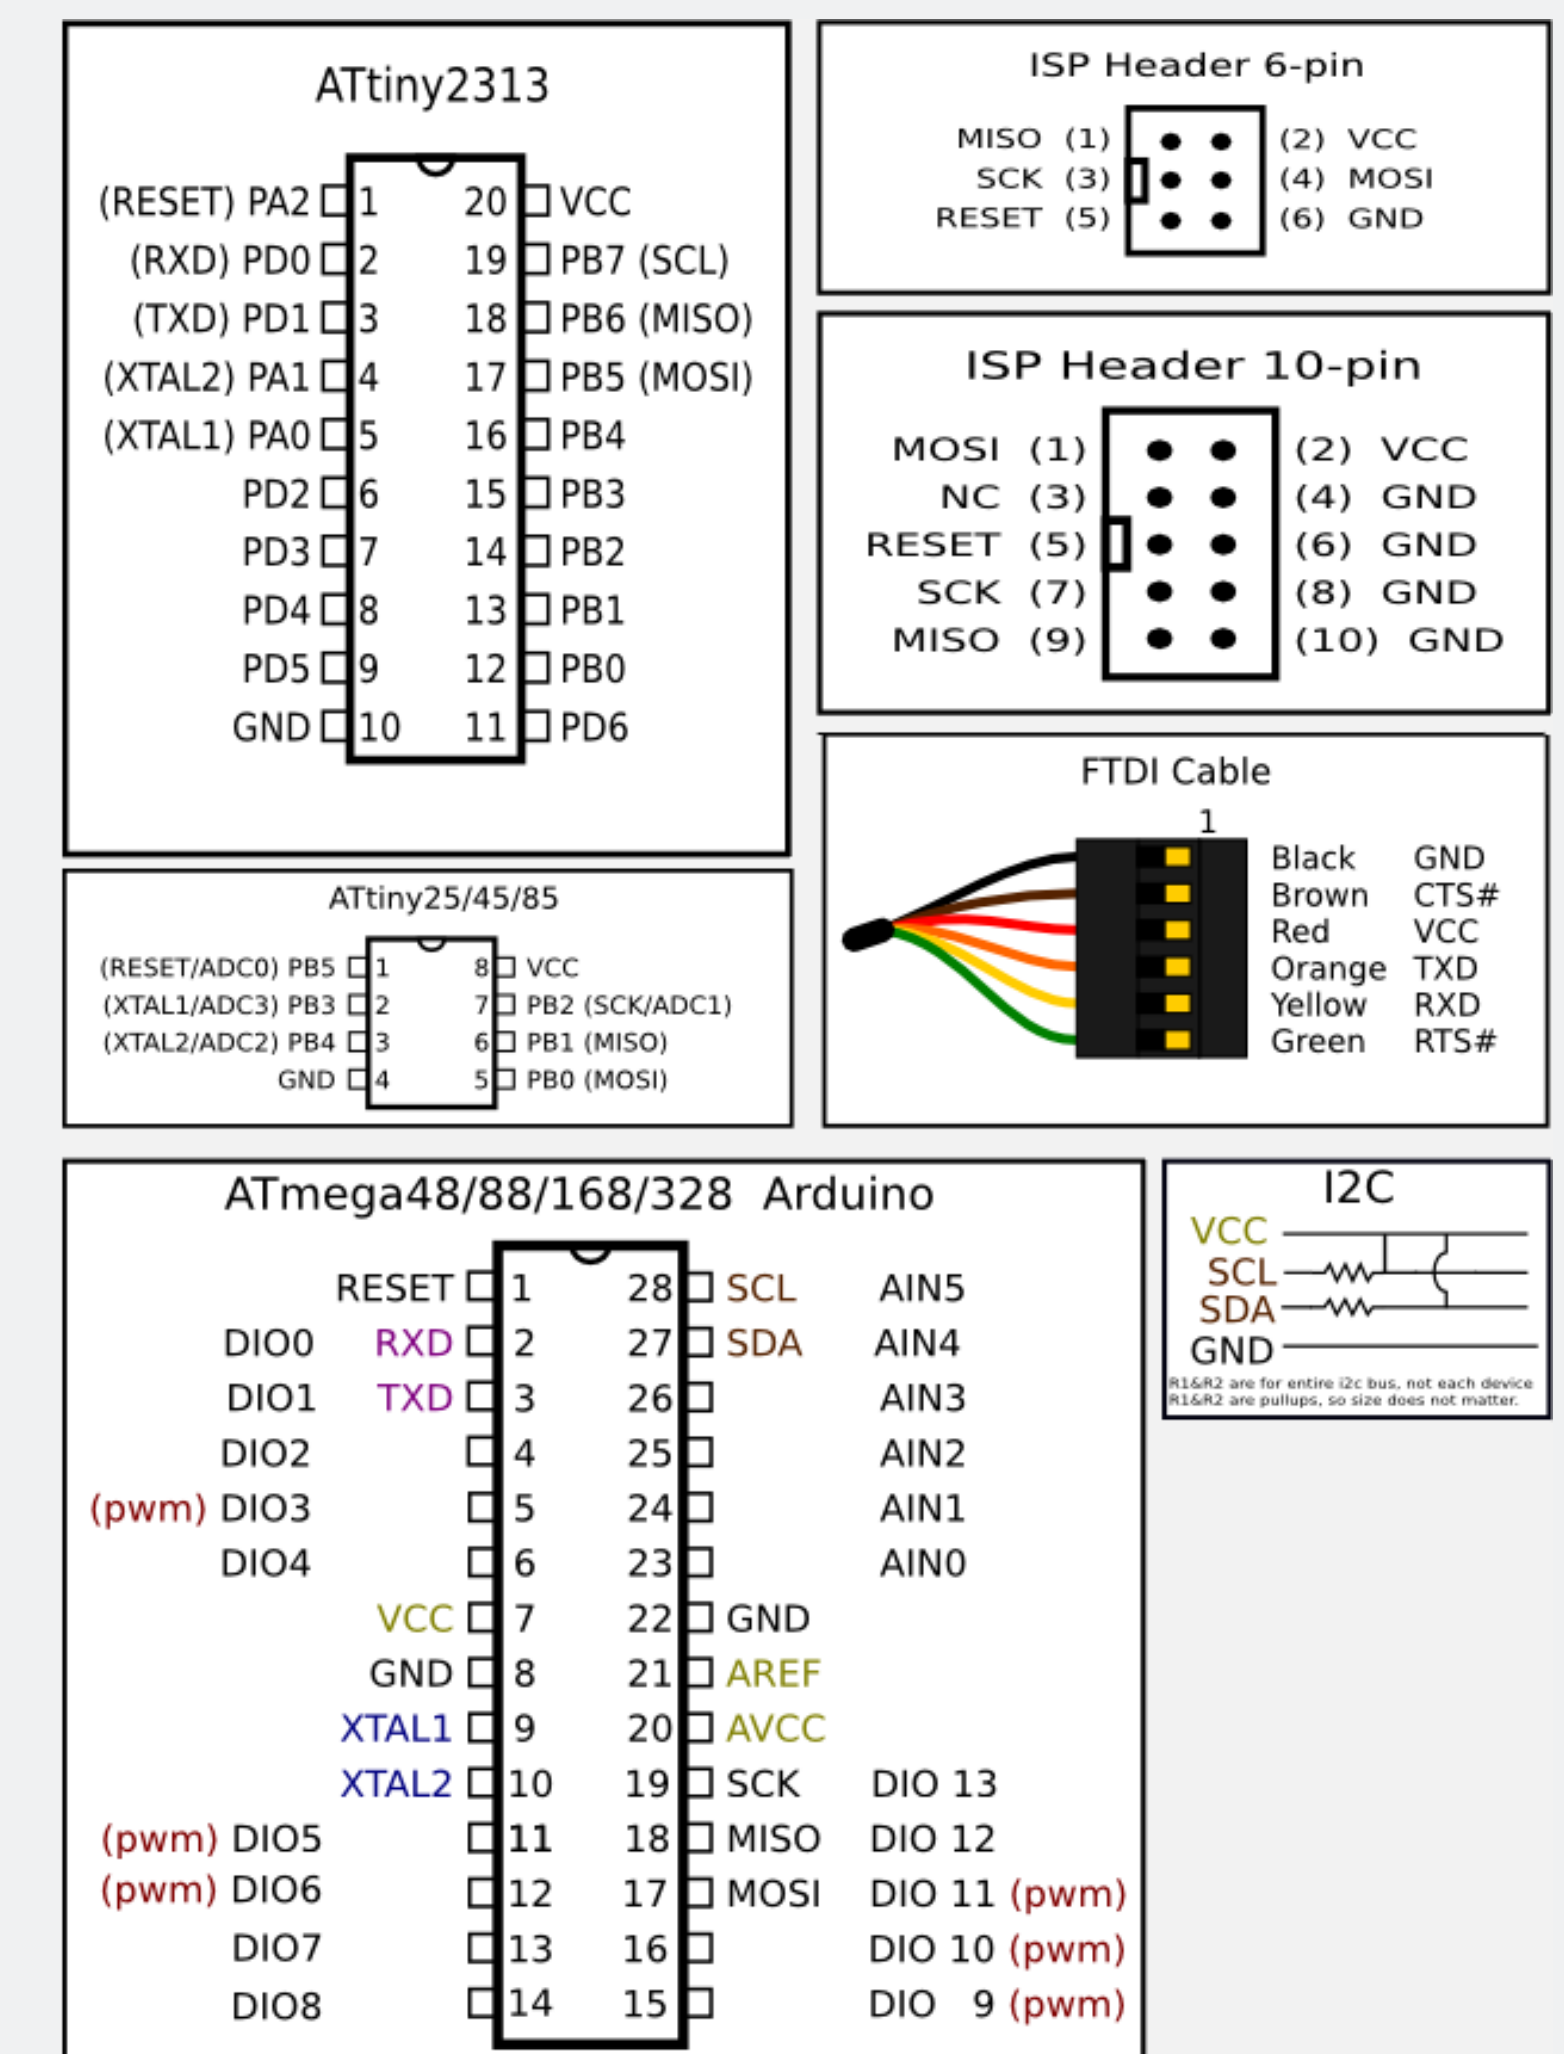 ATtiny2313
(RESET) PA2 1 20 VCC
(RXD) PD0 2 19 PB7 (SCL)
(TXD) PD1 3 18 PB6 (MISO)
(XTAL2) PA1 4 17 PB5 (MOSI)
(XTAL1) PA0 5 16 PB4
PD2 6 15 PB3
PD3 7 14 PB2
PD4 8 13 PB1
PD5 9 12 PB0
GND 10 11 PD6
ISP Header 6-pin
MISO (1) (2) VCC
SCK (3) (4) MOSI
RESET (5) (6) GND
ISP Header 10-pin
MOSI (1) (2) VCC
NC (3) (4) GND
RESET (5) (6) GND
SCK (7) (8) GND
MISO (9) (10) GND
FTDI Cable
1
Black GND
Brown CTS#
Red VCC
Orange TXD
Yellow RXD
Green RTS#
ATtiny25/45/85
(RESET/ADC0) PB5 1 8 VCC
(XTAL1/ADC3) PB3 2 7 PB2 (SCK/ADC1)
(XTAL2/ADC2) PB4 3 6 PB1 (MISO)
GND 4 5 PB0 (MOSI)
ATmega48/88/168/328 Arduino
RESET 1 28 SCL AIN5
DIO0 RXD 2 27 SDA AIN4
DIO1 TXD 3 26 AIN3
DIO2 4 25 AIN2
(pwm) DIO3 5 24 AIN1
DIO4 6 23 AIN0
VCC 7 22 GND
GND 8 21 AREF
XTAL1 9 20 AVCC
XTAL2 10 19 SCK DIO 13
(pwm) DIO5 11 18 MISO DIO 12
(pwm) DIO6 12 17 MOSI DIO 11 (pwm)
DIO7 13 16 DIO 10 (pwm)
DIO8 14 15 DIO 9 (pwm)
I2C
VCC
SCL
SDA
GND
R1&R2 are for entire i2c bus, not each device
R1&R2 are pullups, so size does not matter.